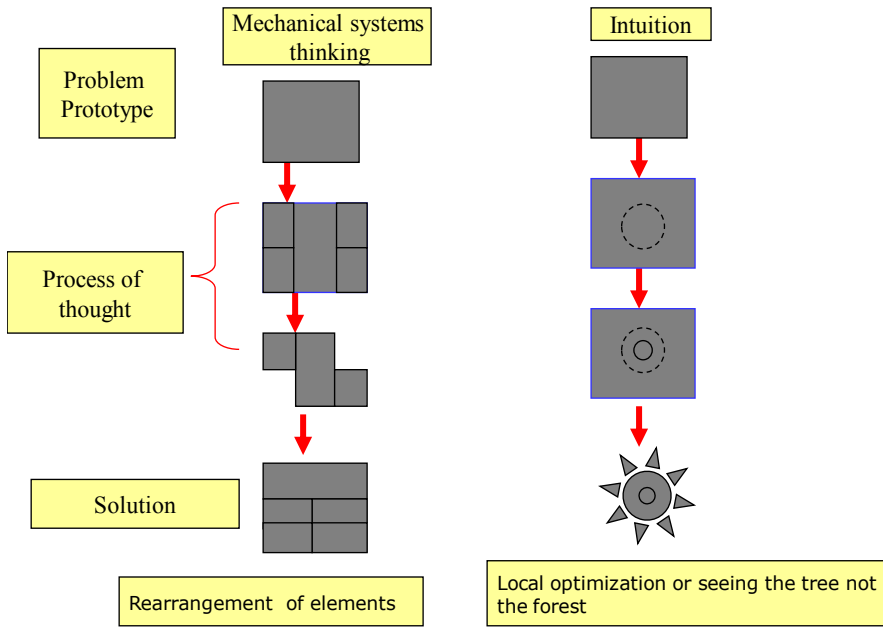 Mechanical systems
thinking
Intuition
Problem
Prototype
Process of
thought
Solution
Rearrangement of elements
Local optimization or seeing the tree not
the forest